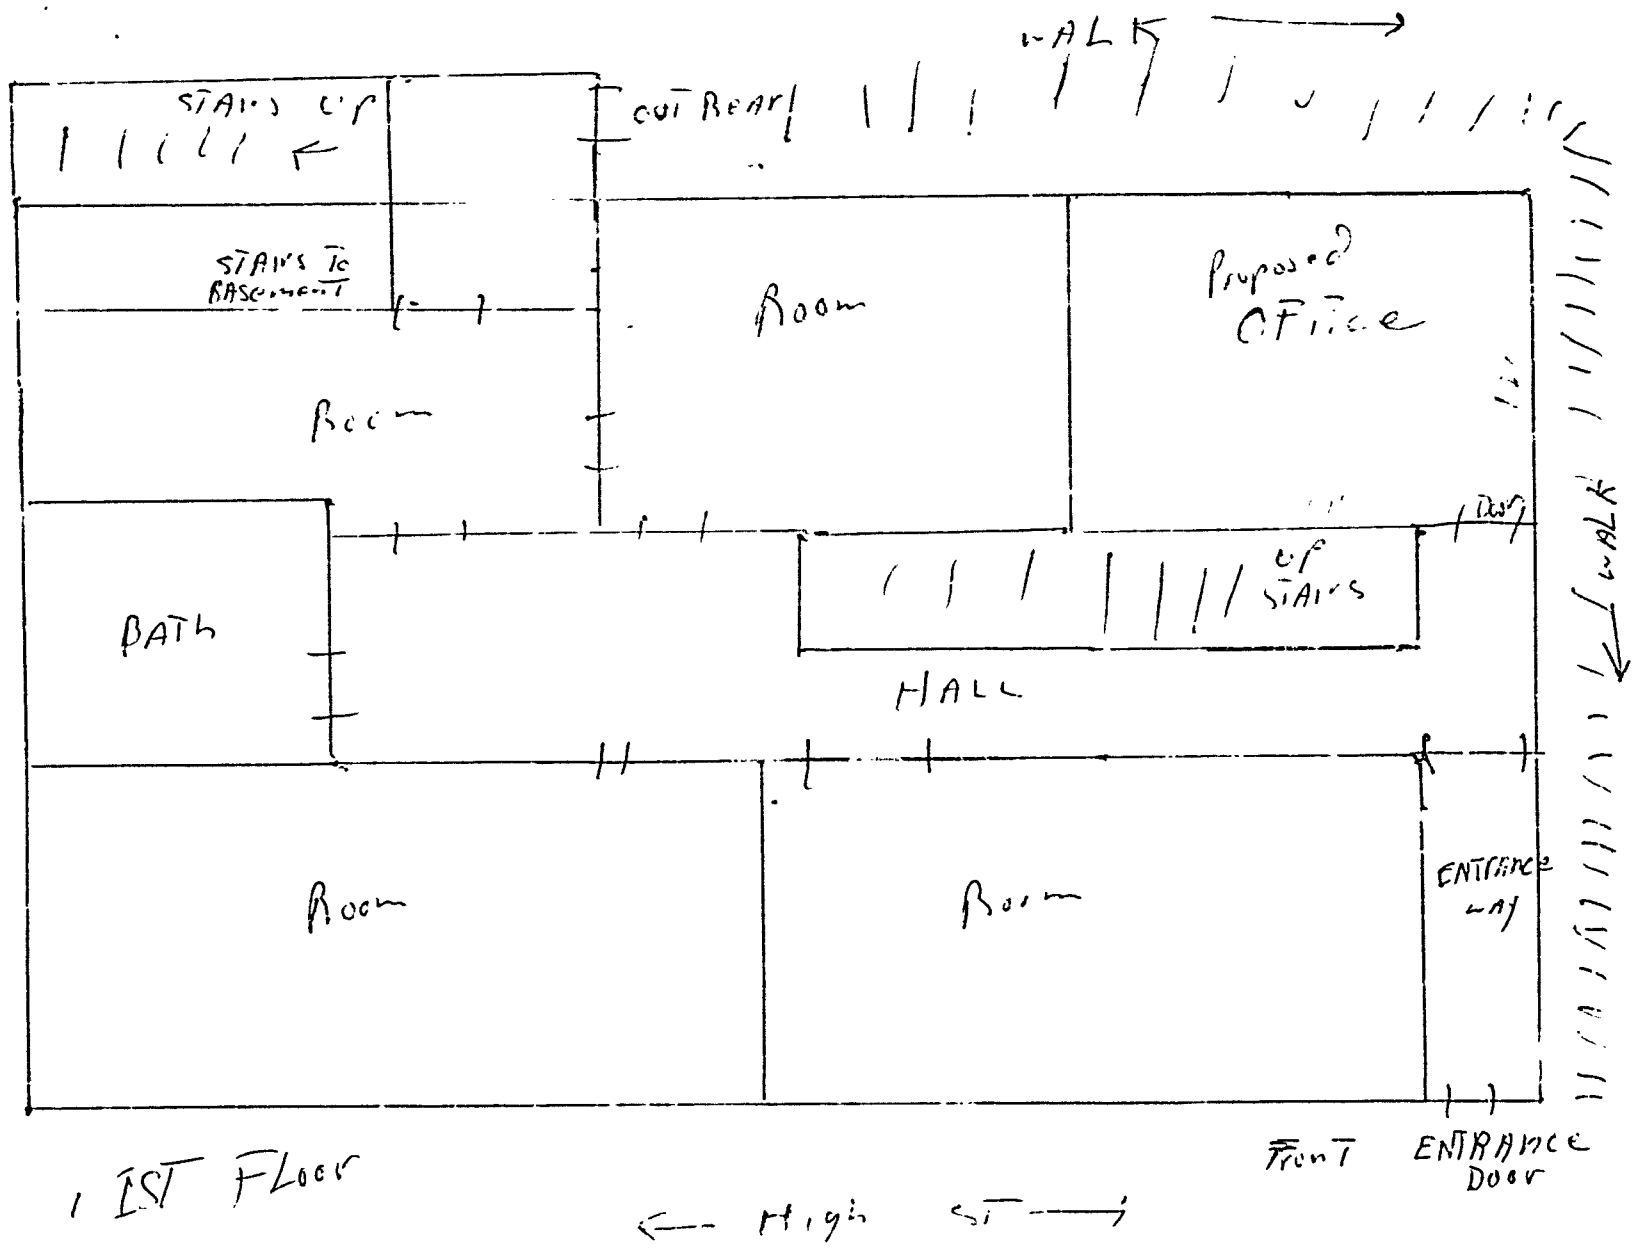 WALK
STAIRS UP
OUT REAR
STAIRS TO
BASEMENT
Room
Proposed
OFFice
Room
Door
WALK
UP
STAIRS
BATh
HALL
ENTrance
way
Room
Room
Front
ENTRAnce
Door
1ST FLoor
High ST